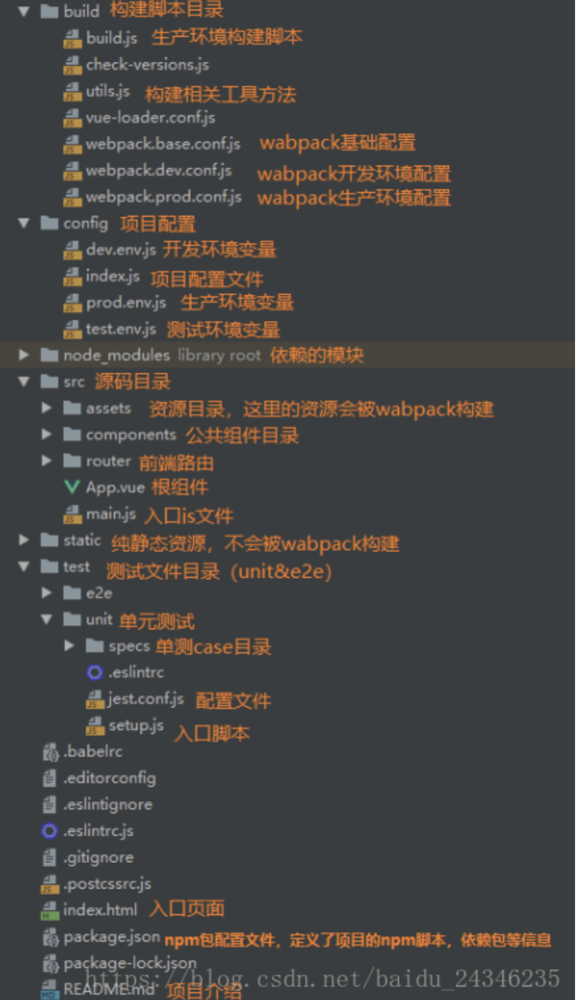 build 构建脚本目录
build.js 生产环境构建脚本
check-versions.js
utils.js 构建相关工具方法
vue-loader.conf.js
webpack.base.conf.js wabpack基础配置
webpack.dev.conf.js wabpack开发环境配置
webpack.prod.conf.js wabpack生产环境配置
config 项目配置
dev.env.js 开发环境变量
index.js 项目配置文件
prod.env.js 生产环境变量
test.env.js 测试环境变量
node_modules library root 依赖的模块
src 源码目录
assets 资源目录，这里的资源会被wabpack构建
components 公共组件目录
router 前端路由
App.vue 根组件
main.js 入口js文件
static 纯静态资源，不会被wabpack构建
test 测试文件目录（unit&e2e）
e2e
unit 单元测试
specs 单测case目录
.eslintrc
jest.conf.js 配置文件
setup.js 入口脚本
.babelrc
.editorconfig
.eslintignore
.eslintrc.js
.gitignore
.postcssrc.js
index.html 入口页面
package.json npm包配置文件，定义了项目的npm脚本，依赖包等信息
package-lock.json
https://blog.csdn.net/baidu_24346235
README.md 项目介绍